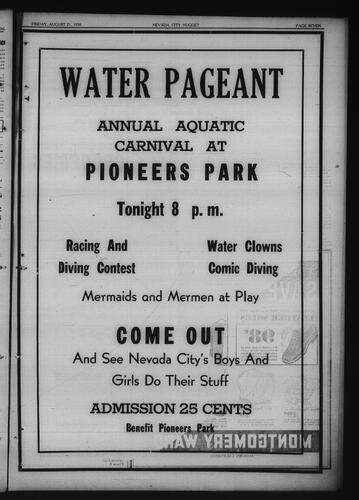 FRIDAY, AUGUST 21, 1936 NEVADA CITY NUGGET PAGE SEVEN
WATER PAGEANT
ANNUAL AQUATIC
CARNIVAL AT
PIONEERS PARK
Tonight 8 p. m.
Racing And Water Clowns
Diving Contest Comic Diving
Mermaids and Mermen at Play
COME OUT
And See Nevada City's Boys And
Girls Do Their Stuff
ADMISSION 25 CENTS
Benefit Pioneers Park
MONTGOMERY WARD